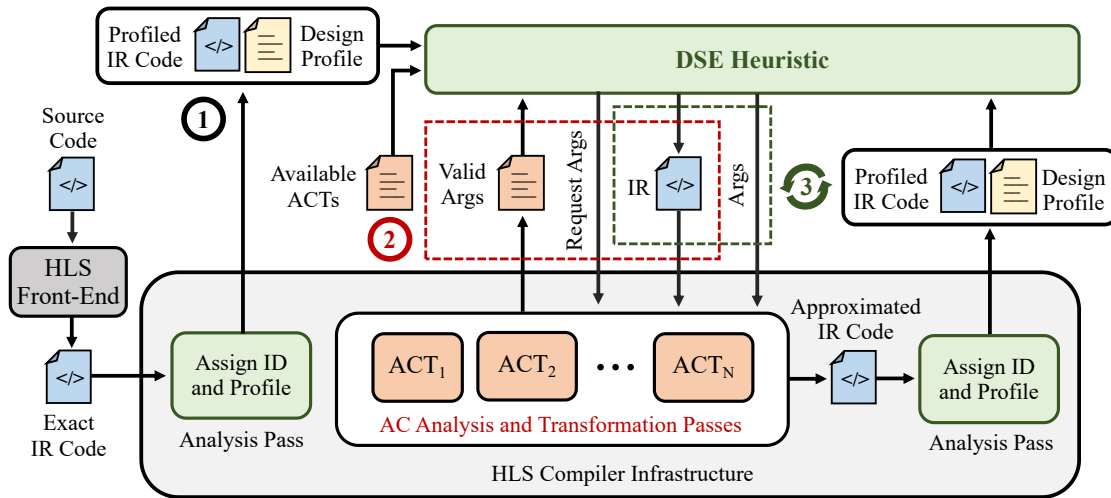 Profiled
IR Code
</>
Design
Profile
DSE Heuristic
1
Source
Code
</>
Available
ACTs
2
Valid
Args
Request Args
IR
</>
Args
3
Profiled
IR Code
</>
Design
Profile
HLS
Front-End
</>
Exact
IR Code
Assign ID
and Profile
Analysis Pass
ACT1
ACT2
•••
ACTN
AC Analysis and Transformation Passes
Approximated
IR Code
</>
Assign ID
and Profile
Analysis Pass
HLS Compiler Infrastructure